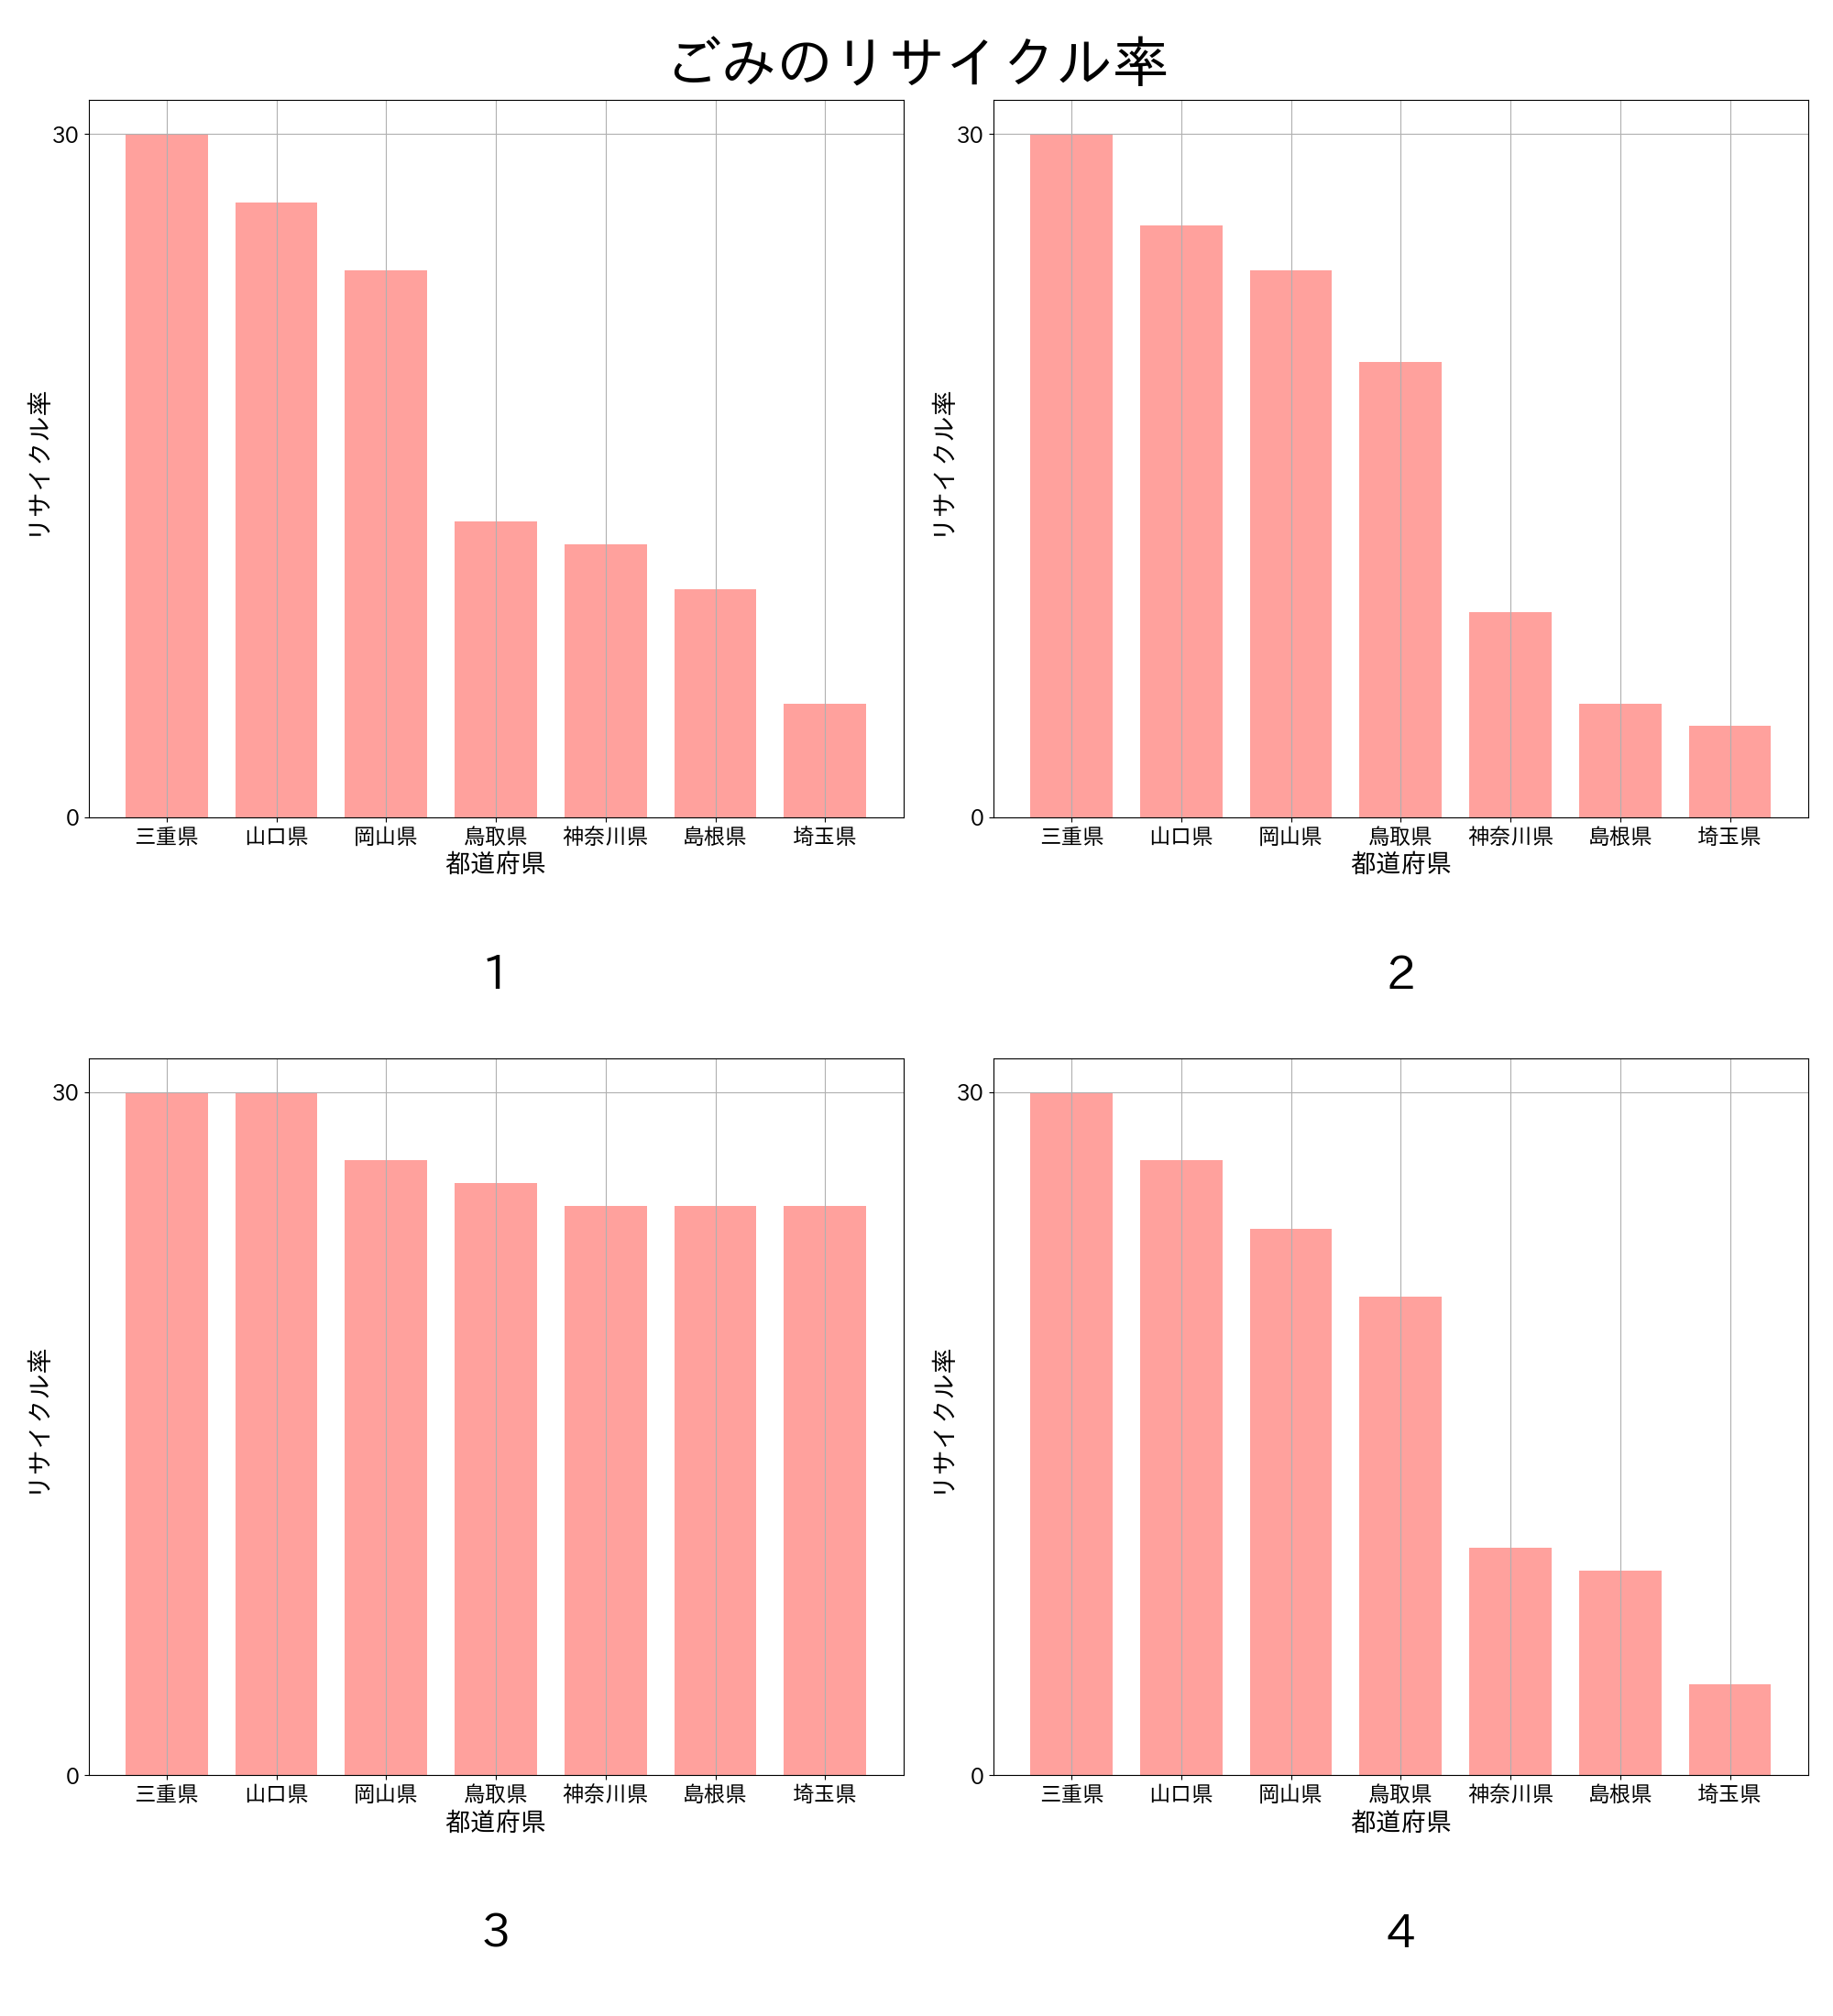 ごみのリサイクル率
30
0
リサイクル率
三重県 山口県 岡山県 鳥取県 神奈川県 島根県 埼玉県
都道府県
1
30
0
リサイクル率
三重県 山口県 岡山県 鳥取県 神奈川県 島根県 埼玉県
都道府県
2
30
0
リサイクル率
三重県 山口県 岡山県 鳥取県 神奈川県 島根県 埼玉県
都道府県
3
30
0
リサイクル率
三重県 山口県 岡山県 鳥取県 神奈川県 島根県 埼玉県
都道府県
4